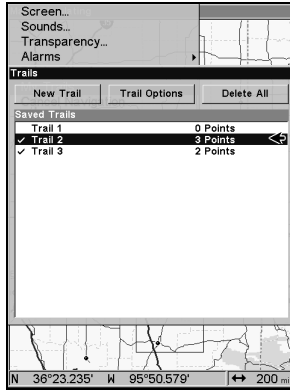 Screen...
Sounds...
Transparency...
Alarms
Trails
New Trail Trail Options Delete All
Saved Trails
Trail 1 0 Points
✓ Trail 2 3 Points
✓ Trail 3 2 Points
N 36°23.235' W 95°50.579' ↔ 200 mi